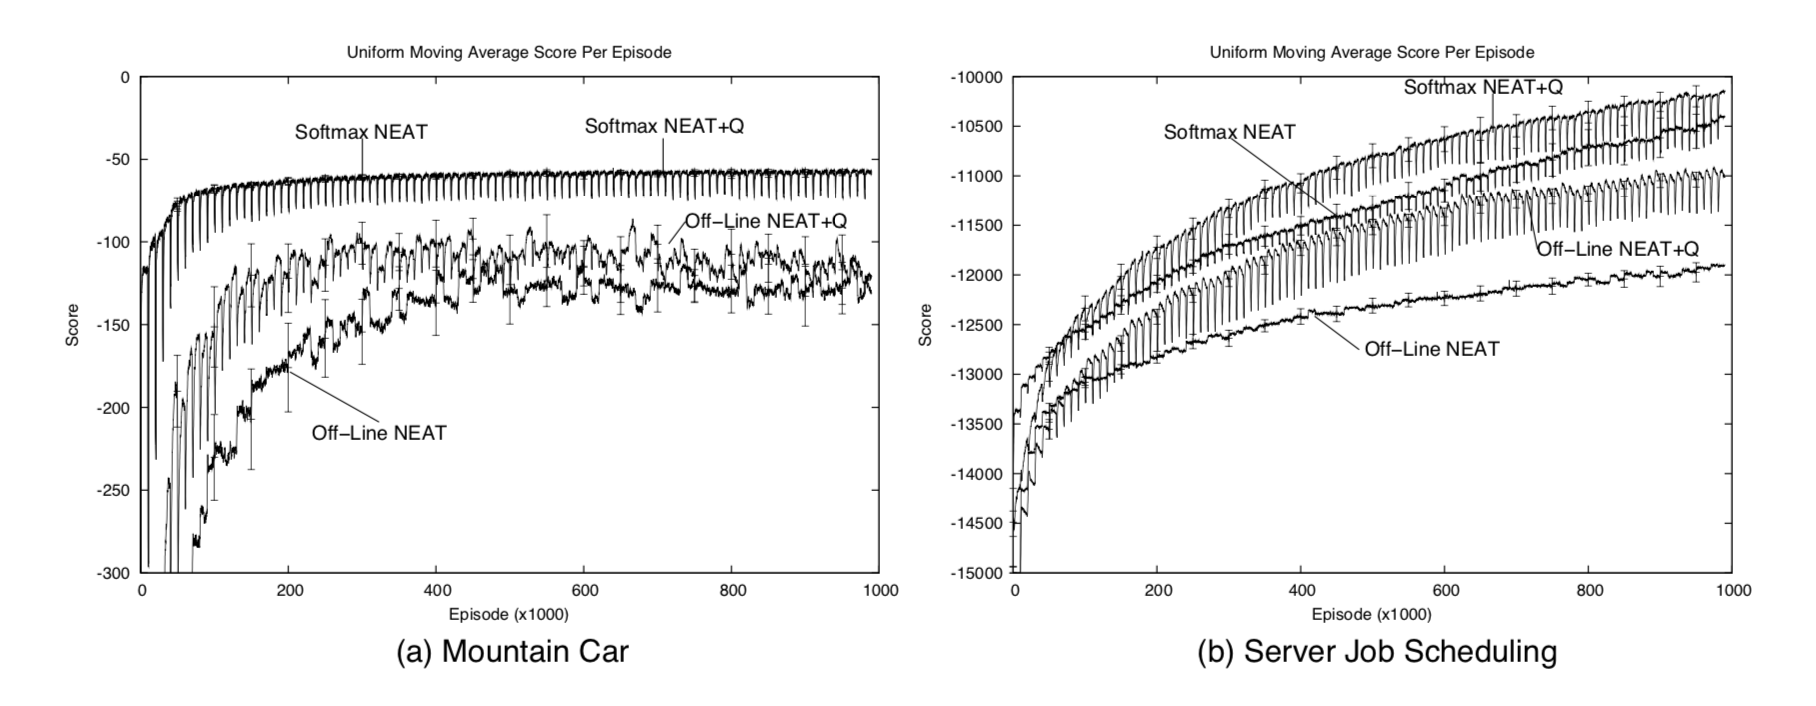 Uniform Moving Average Score Per Episode
0
-50
-100
-150
-200
-250
-300
Score
Softmax NEAT
Softmax NEAT+Q
Off-Line NEAT+Q
Off-Line NEAT
0 200 400 600 800 1000
Episode (x1000)
(a) Mountain Car
Uniform Moving Average Score Per Episode
-10000
-10500
-11000
-11500
-12000
-12500
-13000
-13500
-14000
-14500
-15000
Score
Softmax NEAT+Q
Softmax NEAT
Off-Line NEAT+Q
Off-Line NEAT
0 200 400 600 800 1000
Episode (x1000)
(b) Server Job Scheduling